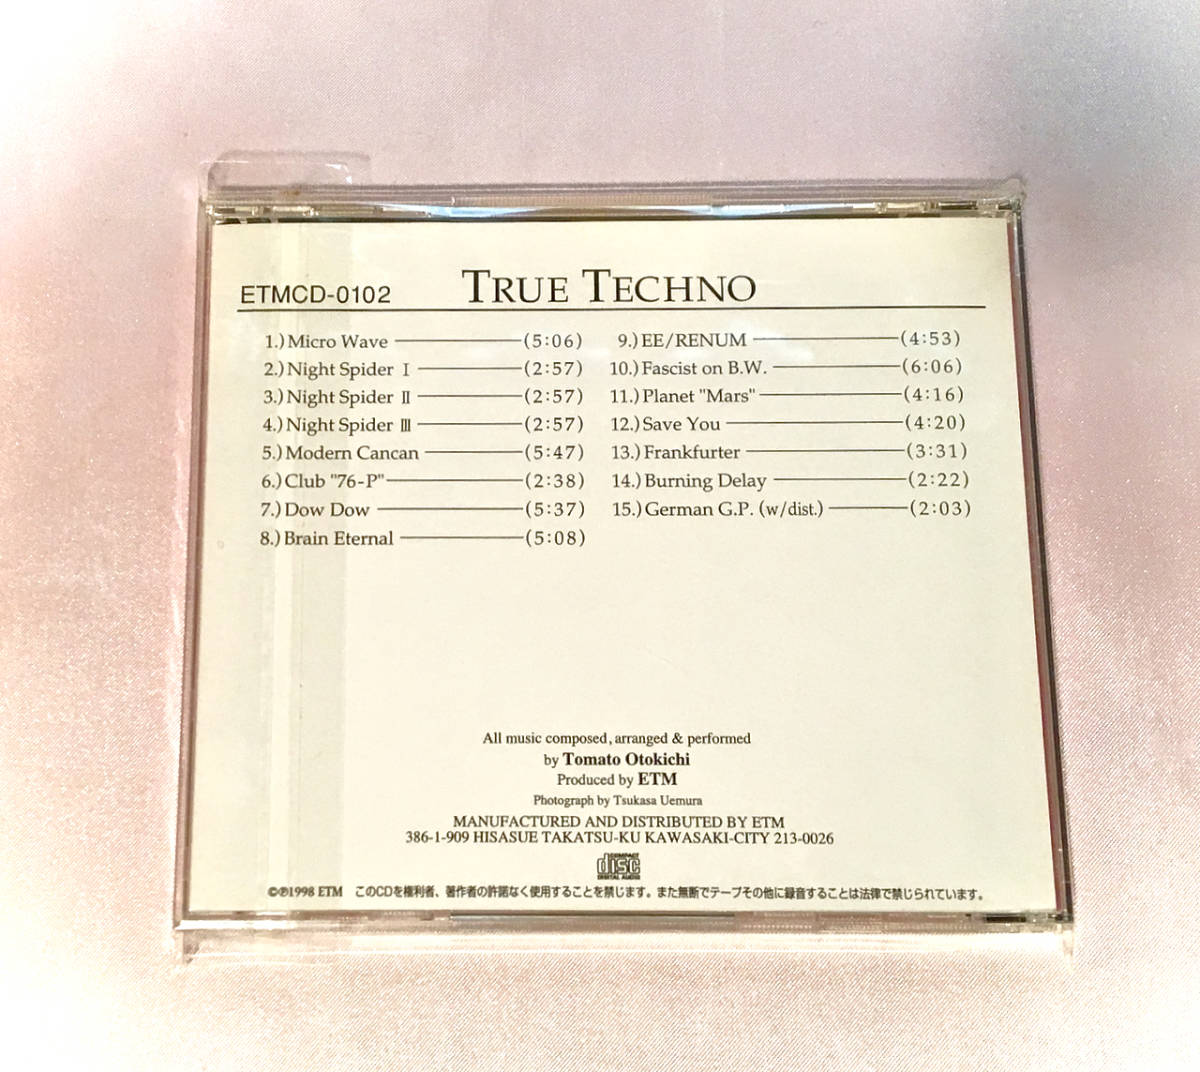 ETMCD-0102 TRUE TECHNO
1.) Micro Wave (5:06)
2.) Night Spider Ⅰ (2:57)
3.) Night Spider Ⅱ (2:57)
4.) Night Spider Ⅲ (2:57)
5.) Modern Cancan (5:47)
6.) Club "76-P" (2:38)
7.) Dow Dow (5:37)
8.) Brain Eternal (5:08)
9.) EE/RENUM (4:53)
10.) Fascist on B.W. (6:06)
11.) Planet "Mars" (4:16)
12.) Save You (4:20)
13.) Frankfurter (3:31)
14.) Burning Delay (2:22)
15.) German G.P. (w/dist.) (2:03)
All music composed, arranged & performed
by Tomato Otokichi
Produced by ETM
Photograph by Tsukasa Uemura
MANUFACTURED AND DISTRIBUTED BY ETM
386-1-909 HISASUE TAKATSU-KU KAWASAKI-CITY 213-0026
COMPACT
disc
DIGITAL AUDIO
©℗1998 ETM このCDを権利者、著作者の許諾なく使用することを禁じます。また無断でテープその他に録音することは法律で禁じられています。